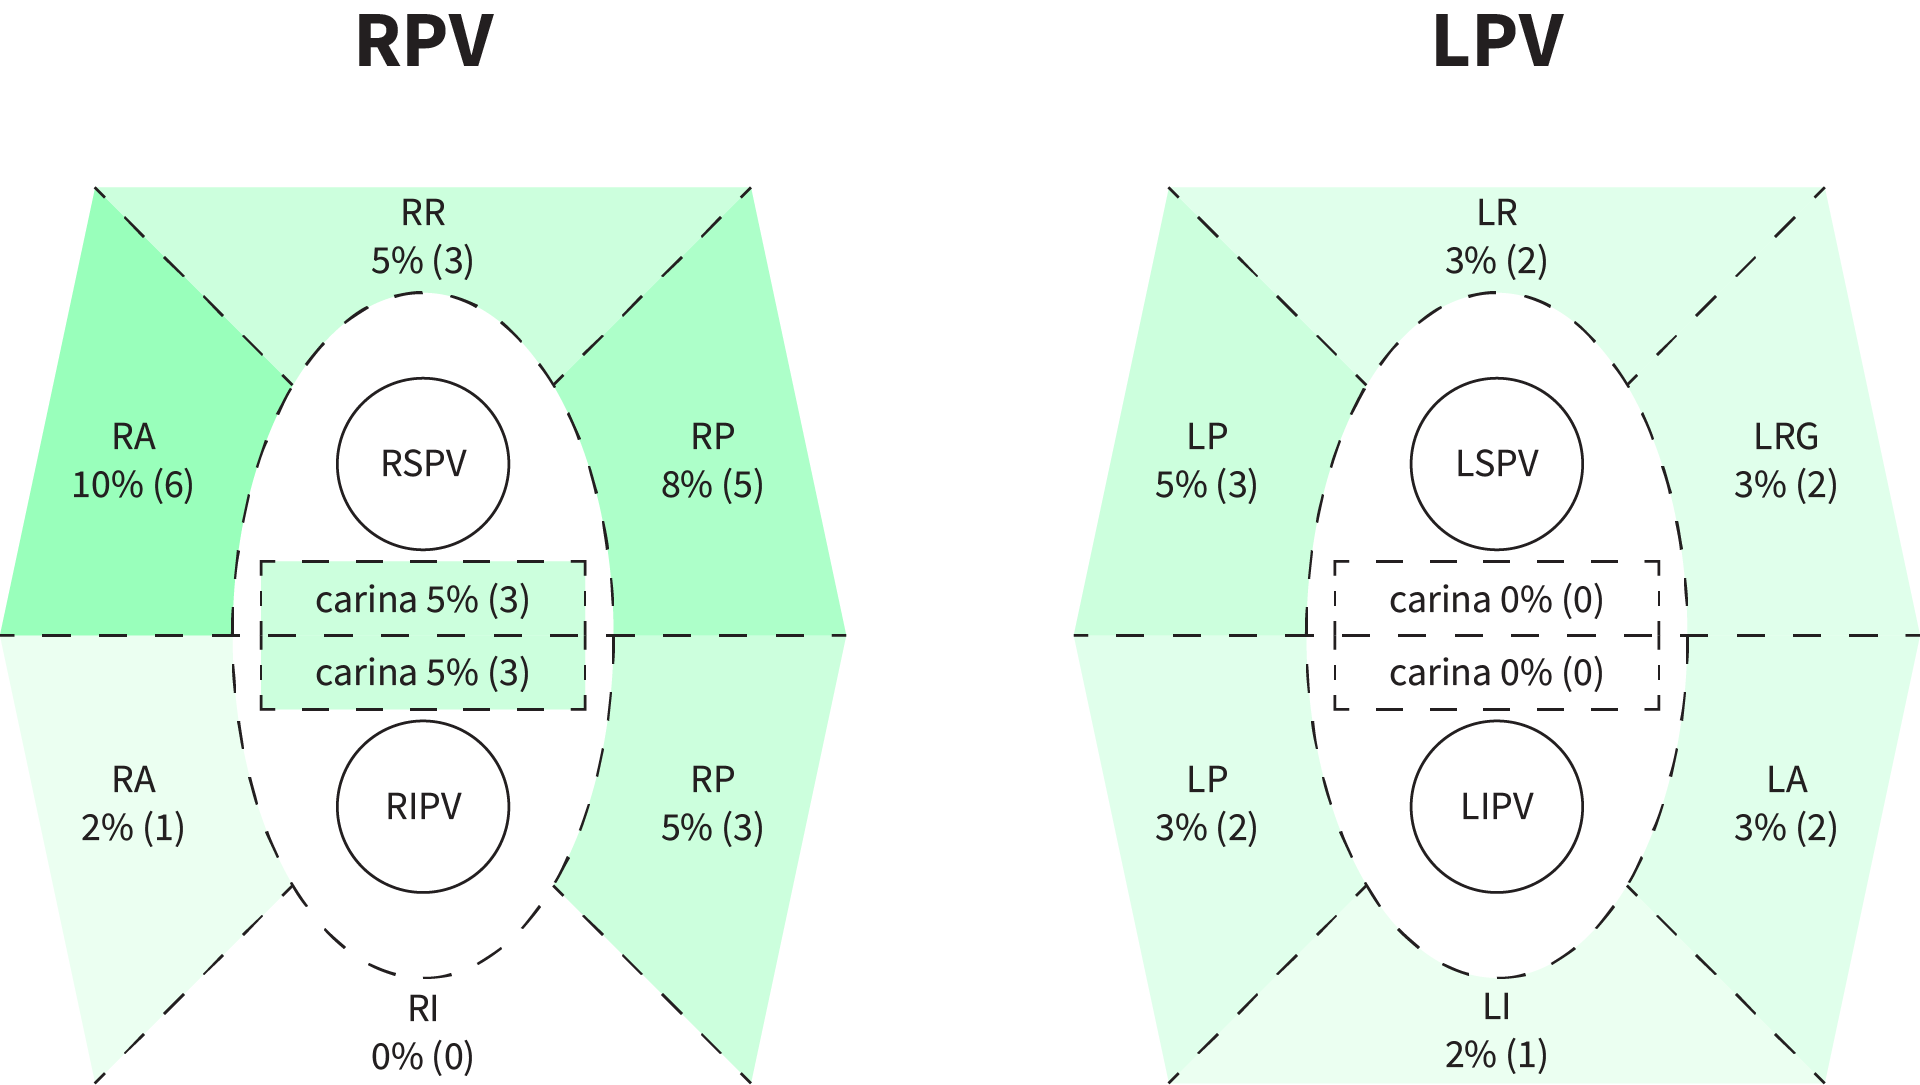 RPV
RR
5% (3)
RA
10% (6)
RSPV
RP
8% (5)
carina 5% (3)
carina 5% (3)
RA
2% (1)
RIPV
RP
5% (3)
RI
0% (0)
LPV
LR
3% (2)
LP
5% (3)
LSPV
LRG
3% (2)
carina 0% (0)
carina 0% (0)
LP
3% (2)
LIPV
LA
3% (2)
LI
2% (1)